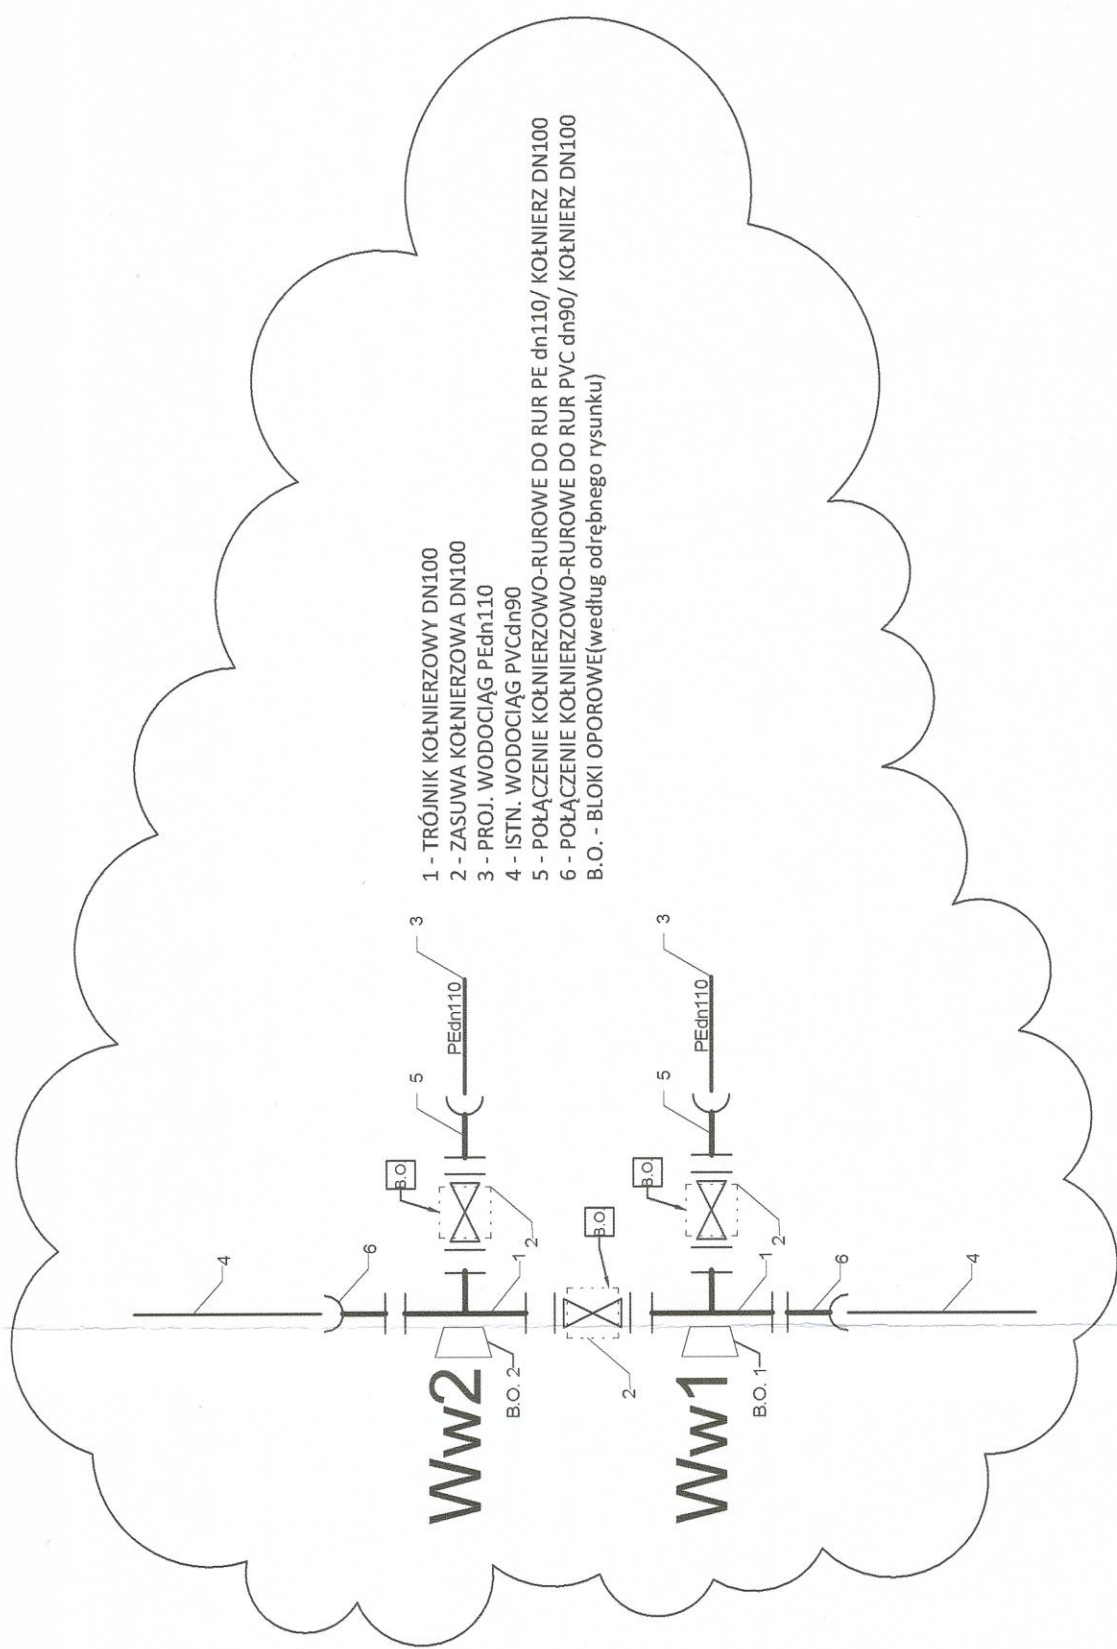 1 - TRÓJNIK KOŁNIERZOWY DN100
2 - ZASUWA KOŁNIERZOWA DN100
3 - PROJ. WODOCIĄG PEdn110
4 - ISTN. WODOCIĄG PVCdn90
5 - POŁĄCZENIE KOŁNIERZOWO-RUROWE DO RUR PE dn110/ KOŁNIERZ DN100
6 - POŁĄCZENIE KOŁNIERZOWO-RUROWE DO RUR PVC dn90/ KOŁNIERZ DN100
B.O. - BLOKI OPOROWE(według odrębnego rysunku)
4
6
B.O.
5
3
PEdn110
2
1
Ww2
B.O. 2
B.O.
2
B.O.
5
3
PEdn110
2
1
6
4
Ww1
B.O. 1